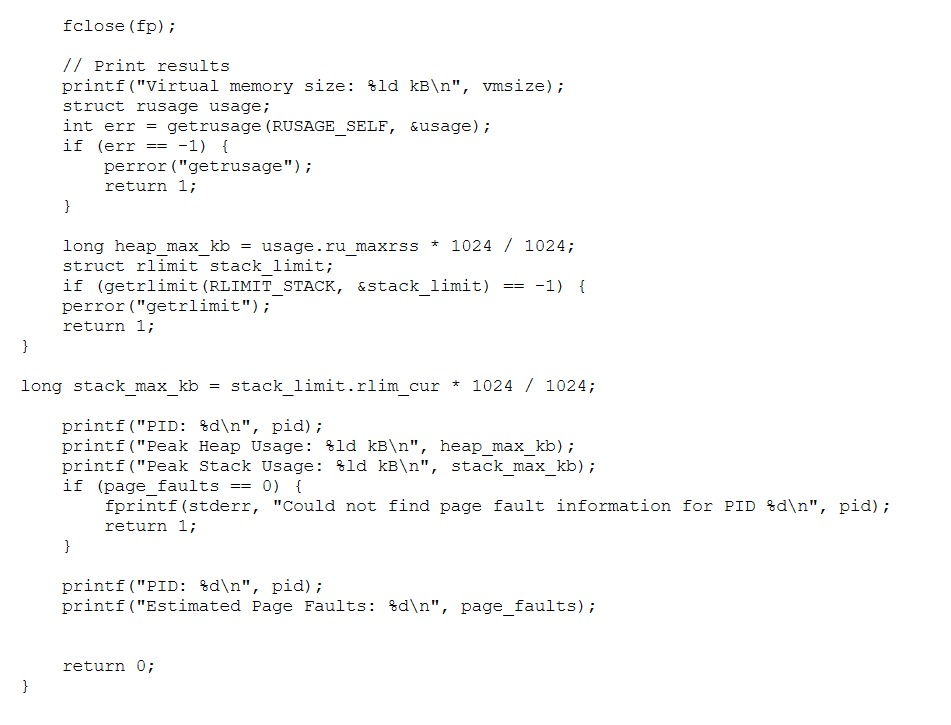 fclose(fp);

    // Print results
    printf("Virtual memory size: %ld kB\n", vmsize);
    struct rusage usage;
    int err = getrusage(RUSAGE_SELF, &usage);
    if (err == -1) {
        perror("getrusage");
        return 1;
    }

    long heap_max_kb = usage.ru_maxrss * 1024 / 1024;
    struct rlimit stack_limit;
    if (getrlimit(RLIMIT_STACK, &stack_limit) == -1) {
    perror("getrlimit");
    return 1;
}

long stack_max_kb = stack_limit.rlim_cur * 1024 / 1024;

    printf("PID: %d\n", pid);
    printf("Peak Heap Usage: %ld kB\n", heap_max_kb);
    printf("Peak Stack Usage: %ld kB\n", stack_max_kb);
    if (page_faults == 0) {
        fprintf(stderr, "Could not find page fault information for PID %d\n", pid);
        return 1;
    }

    printf("PID: %d\n", pid);
    printf("Estimated Page Faults: %d\n", page_faults);


    return 0;
}